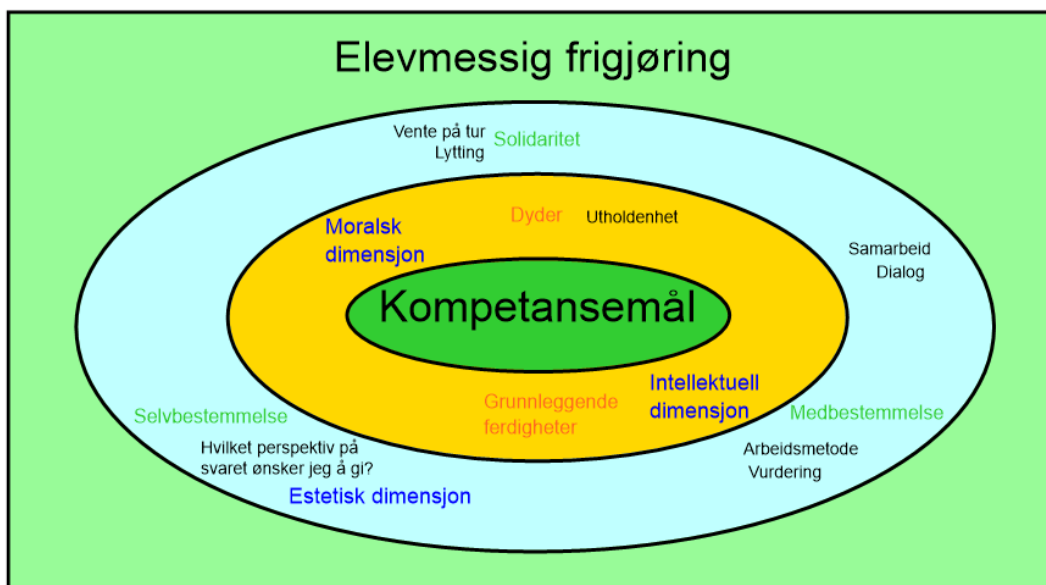 Elevmessig frigjøring
Vente på tur
Lytting
Solidaritet
Dyder
Utholdenhet
Moralsk
dimensjon
Samarbeid
Dialog
Kompetansemål
Grunnleggende
ferdigheter
Intellektuell
dimensjon
Selvbestemmelse
Medbestemmelse
Hvilket perspektiv på
svaret ønsker jeg å gi?
Arbeidsmetode
Vurdering
Estetisk dimensjon